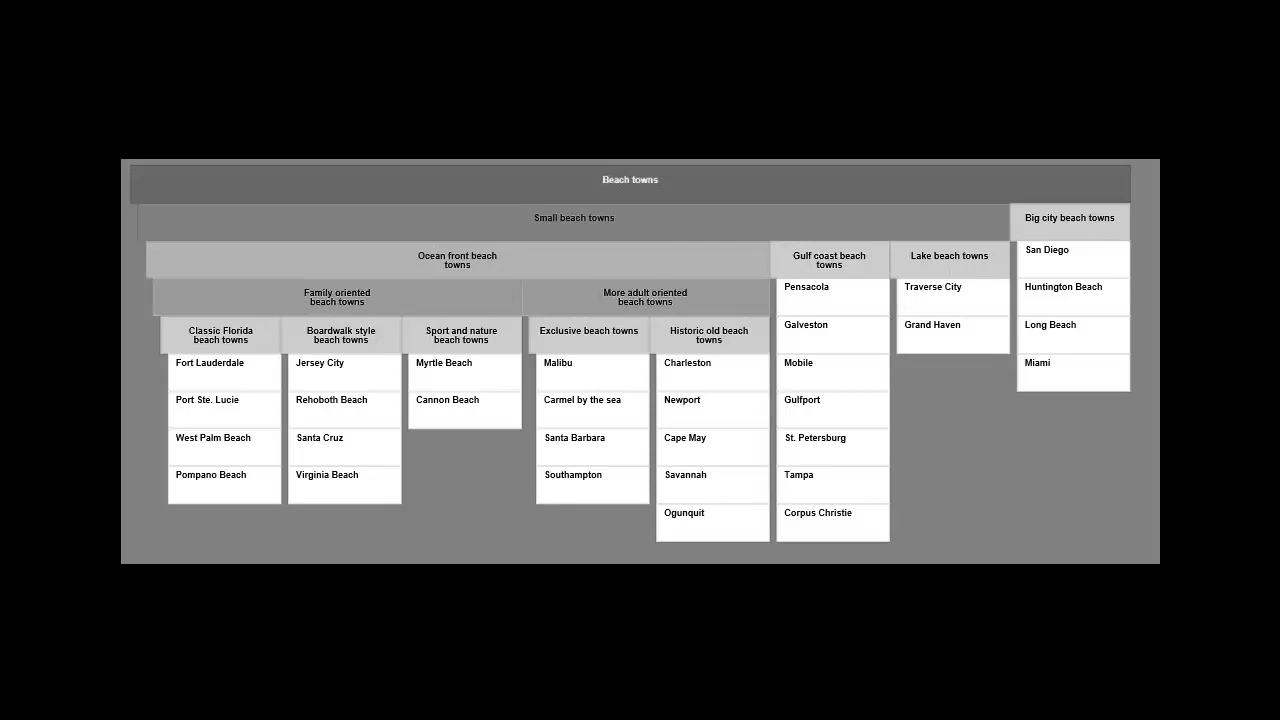 Beach towns
Small beach towns
Big city beach towns
Ocean front beach
towns
Gulf coast beach
towns
Lake beach towns
Family oriented
beach towns
More adult oriented
beach towns
Classic Florida
beach towns
Boardwalk style
beach towns
Sport and nature
beach towns
Exclusive beach towns
Historic old beach
towns
Fort Lauderdale
Port Ste. Lucie
West Palm Beach
Pompano Beach
Jersey City
Rehoboth Beach
Santa Cruz
Virginia Beach
Myrtle Beach
Cannon Beach
Malibu
Carmel by the sea
Santa Barbara
Southampton
Charleston
Newport
Cape May
Savannah
Ogunquit
Pensacola
Galveston
Mobile
Gulfport
St. Petersburg
Tampa
Corpus Christie
Traverse City
Grand Haven
San Diego
Huntington Beach
Long Beach
Miami